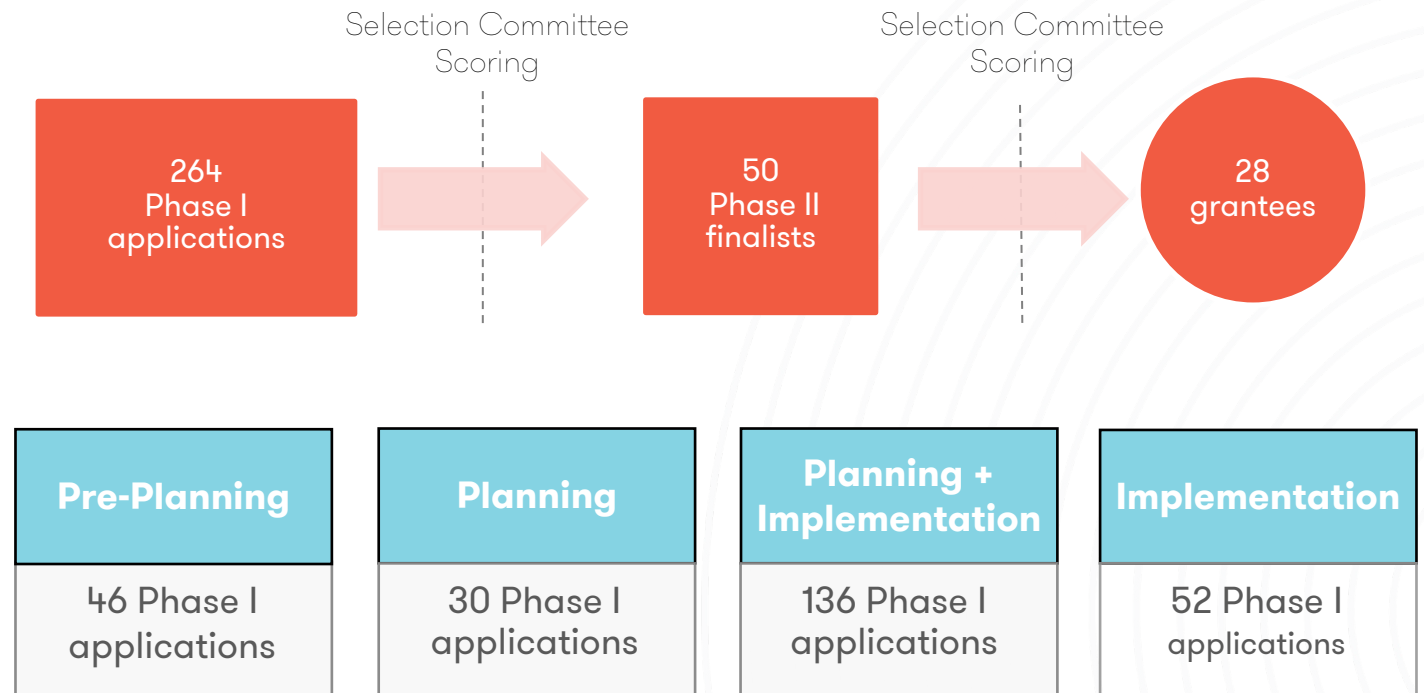 Selection Committee
Scoring
Selection Committee
Scoring
264
Phase I
applications
50
Phase II
finalists
28
grantees
Pre-Planning
Planning
Planning +
Implementation
Implementation
46 Phase I
applications
30 Phase I
applications
136 Phase I
applications
52 Phase I
applications